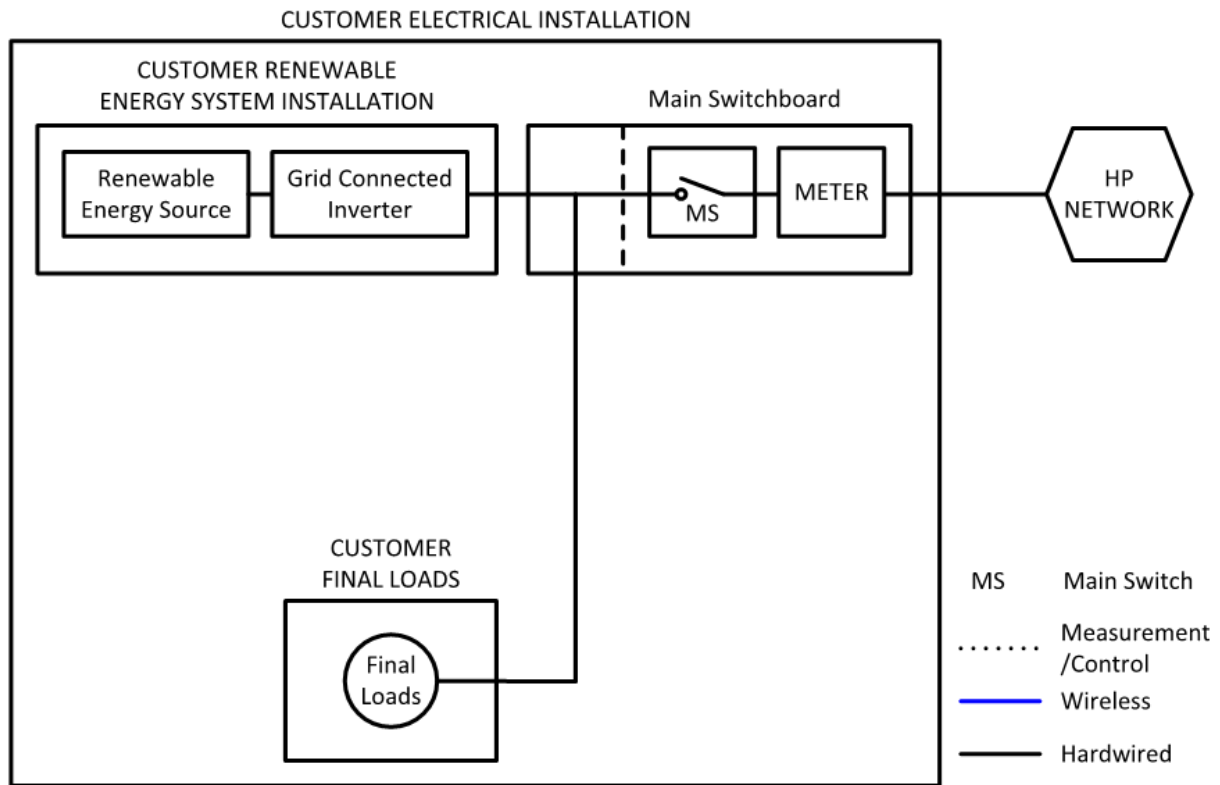 CUSTOMER ELECTRICAL INSTALLATION
CUSTOMER RENEWABLE
ENERGY SYSTEM INSTALLATION
Main Switchboard
Renewable
Energy Source
Grid Connected
Inverter
MS
METER
HP
NETWORK
CUSTOMER
FINAL LOADS
Final
Loads
MS Main Switch
Measurement
/Control
Wireless
Hardwired